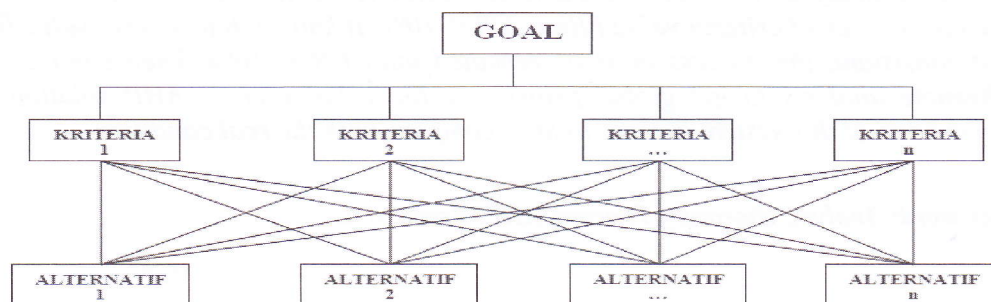 GOAL
KRITERIA
1
KRITERIA
2
KRITERIA
...
KRITERIA
n
ALTERNATIF
1
ALTERNATIF
2
ALTERNATIF
...
ALTERNATIF
n